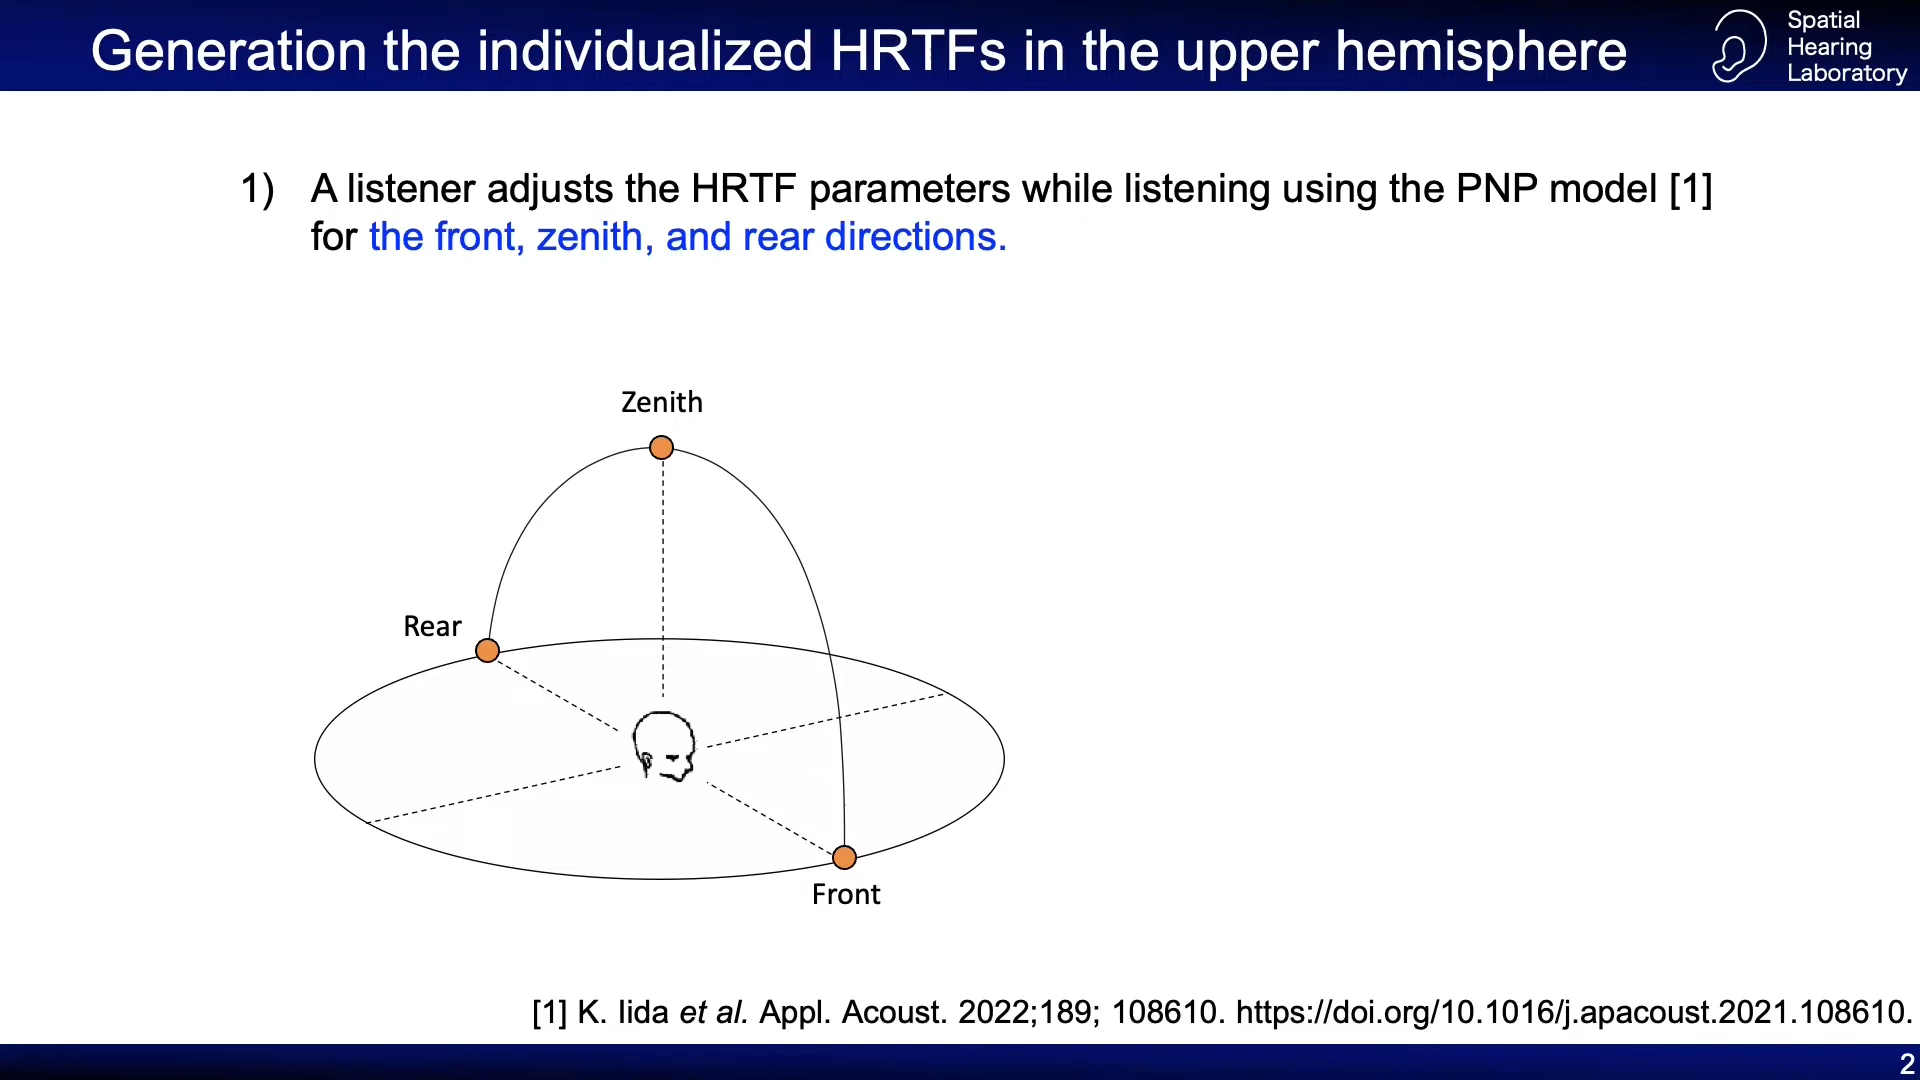 Generation the individualized HRTFs in the upper hemisphere
Spatial
Hearing
Laboratory
1) A listener adjusts the HRTF parameters while listening using the PNP model [1]
for the front, zenith, and rear directions.
Zenith
Rear
Front
[1] K. Iida et al. Appl. Acoust. 2022;189; 108610. https://doi.org/10.1016/j.apacoust.2021.108610.
2